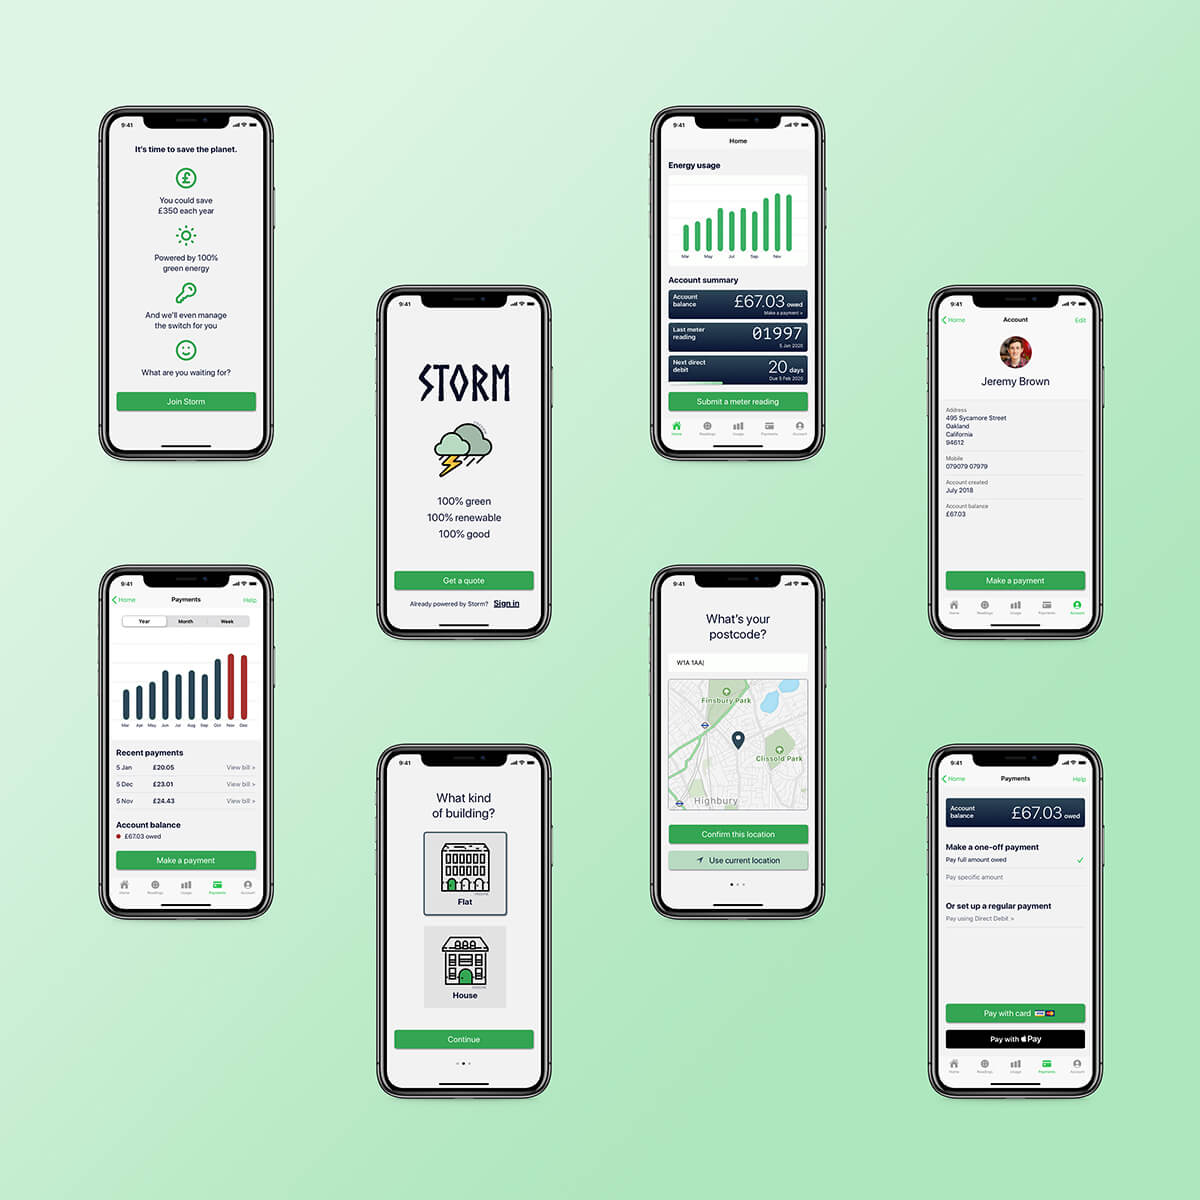 9:41
It's time to save the planet.
You could save
£350 each year
Powered by 100%
green energy
And we'll even manage
the switch for you
What are you waiting for?
Join Storm
9:41
STORM
100% green
100% renewable
100% good
Get a quote
Already powered by Storm? Sign in
9:41
Home
Energy usage
Mar May Jul Sep Nov
Account summary
Account
balance
£67.03 owed
Make a payment >
Last meter
reading
01997
5 Jan 2020
Next direct
debit
20 days
Due 5 Feb 2020
Submit a meter reading
Home Readings Usage Payments Account
9:41
Home Account Edit
Jeremy Brown
Address
495 Sycamore Street
Oakland
California
94612
Mobile
079079 07979
Account created
July 2018
Account balance
£67.03
Make a payment
Home Readings Usage Payments Account
9:41
Home Payments Help
Year Month Week
Mar Apr May Jun Jul Aug Sep Oct Nov Dec
Recent payments
5 Jan £20.05 View bill >
5 Dec £23.01 View bill >
5 Nov £24.43 View bill >
Account balance
£67.03 owed
Make a payment
Home Readings Usage Payments Account
9:41
What kind
of building?
Flat
House
Continue
9:41
What's your
postcode?
W1A 1AA
Finsbury Park
Clissold Park
Highbury
Confirm this location
Use current location
9:41
Home Payments Help
Account
balance
£67.03 owed
Make a one-off payment
Pay full amount owed
Pay specific amount
Or set up a regular payment
Pay using Direct Debit >
Pay with card VISA
Pay with Pay
Home Readings Usage Payments Account